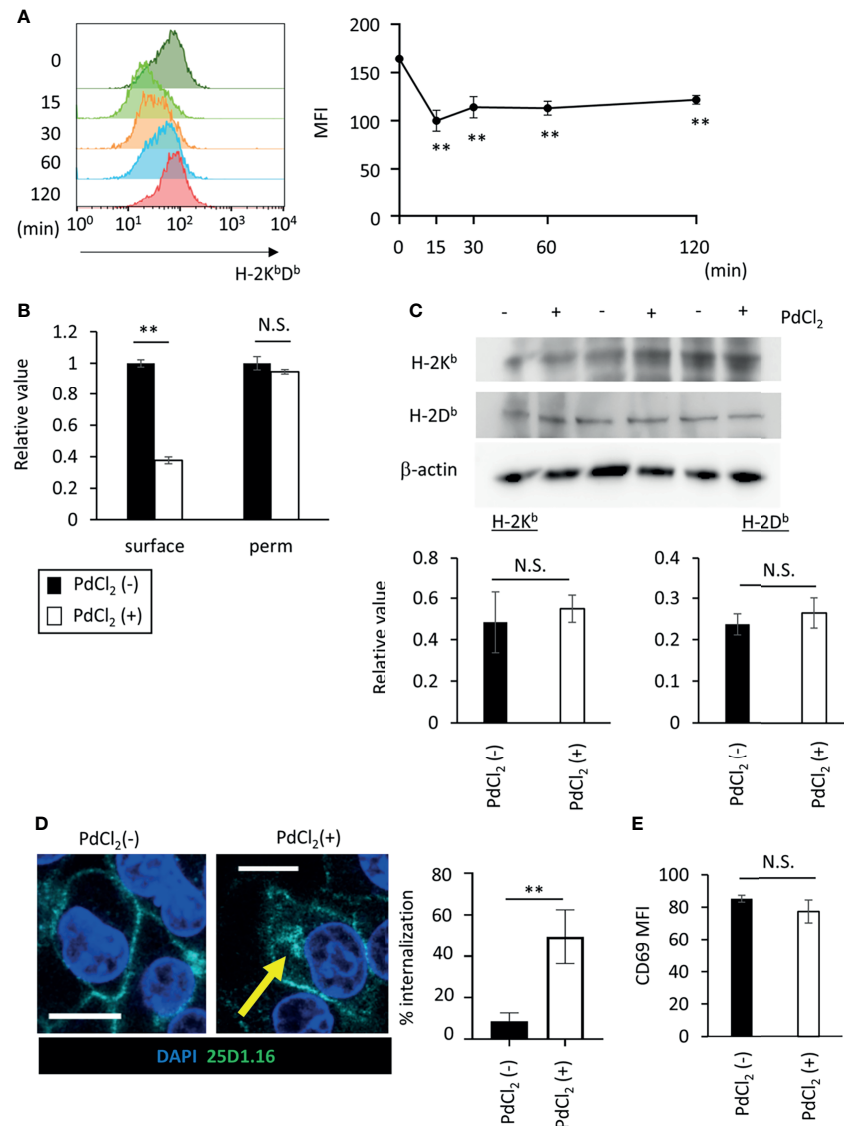 A
0
15
30
60
120
(min)
10⁰ 10¹ 10² 10³ 10⁴
H-2KᵇDᵇ
MFI
200
150
100
50
0
** ** ** **
0 15 30 60 120
(min)
B
Relative value
1.2
1
0.8
0.6
0.4
0.2
0
** N.S.
surface perm
PdCl₂ (-)
PdCl₂ (+)
C
- + - + - + PdCl₂
H-2Kᵇ
H-2Dᵇ
β-actin
H-2Kᵇ
Relative value
0.8
0.6
0.4
0.2
0
N.S.
PdCl₂ (-)
PdCl₂ (+)
H-2Dᵇ
0.4
0.3
0.2
0.1
0
N.S.
PdCl₂ (-)
PdCl₂ (+)
D
PdCl₂(-) PdCl₂(+)
DAPI 25D1.16
% internalization
80
60
40
20
0
**
PdCl₂ (-)
PdCl₂ (+)
E
CD69 MFI
100
80
60
40
20
0
N.S.
PdCl₂ (-)
PdCl₂ (+)